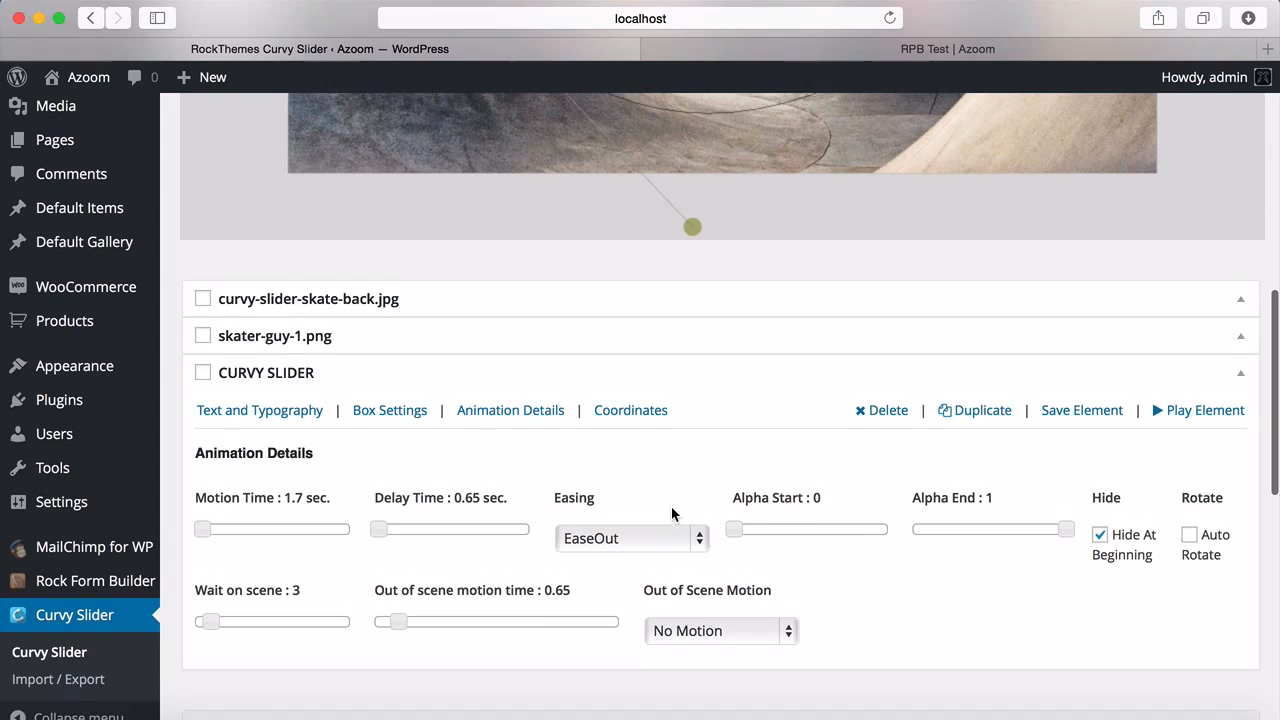 localhost
RockThemes Curvy Slider ‹ Azoom — WordPress
RPB Test | Azoom
Azoom
0
New
Howdy, admin
Media
Pages
Comments
Default Items
Default Gallery
WooCommerce
Products
Appearance
Plugins
Users
Tools
Settings
MailChimp for WP
Rock Form Builder
Curvy Slider
Curvy Slider
Import / Export
Collapse menu
curvy-slider-skate-back.jpg
skater-guy-1.png
CURVY SLIDER
Text and Typography | Box Settings | Animation Details | Coordinates
Delete | Duplicate | Save Element | Play Element
Animation Details
Motion Time : 1.7 sec.
Delay Time : 0.65 sec.
Easing
EaseOut
Alpha Start : 0
Alpha End : 1
Hide
Hide At
Beginning
Rotate
Auto
Rotate
Wait on scene : 3
Out of scene motion time : 0.65
Out of Scene Motion
No Motion